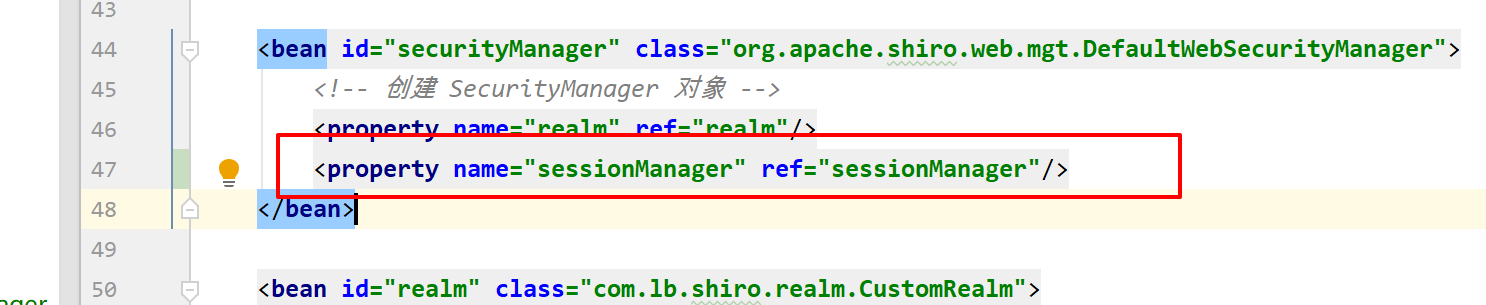 43
44 <bean id="securityManager" class="org.apache.shiro.web.mgt.DefaultWebSecurityManager">
45 <!-- 创建 SecurityManager 对象 -->
46 <property name="realm" ref="realm"/>
47 <property name="sessionManager" ref="sessionManager"/>
48 </bean>
49
50 <bean id="realm" class="com.lb.shiro.realm.CustomRealm">